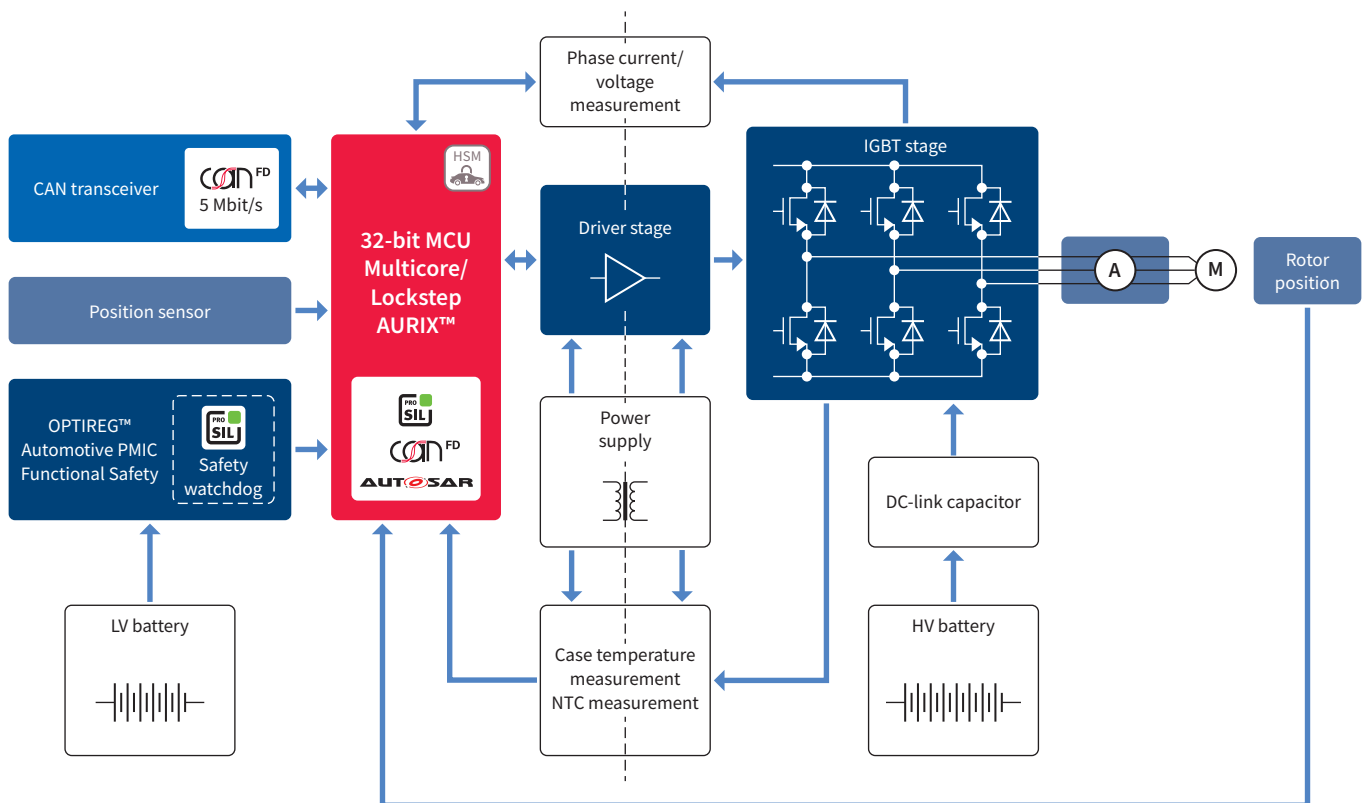 Phase current/
voltage
measurement
CAN transceiver
CAN FD
5 Mbit/s
HSM
32-bit MCU
Multicore/
Lockstep
AURIX™
PRO
SIL
CAN FD
AUTOSAR
Driver stage
IGBT stage
A
M
Rotor
position
Position sensor
OPTIREG™
Automotive PMIC
Functional Safety
PRO
SIL
Safety
watchdog
Power
supply
DC-link capacitor
LV battery
Case temperature
measurement
NTC measurement
HV battery